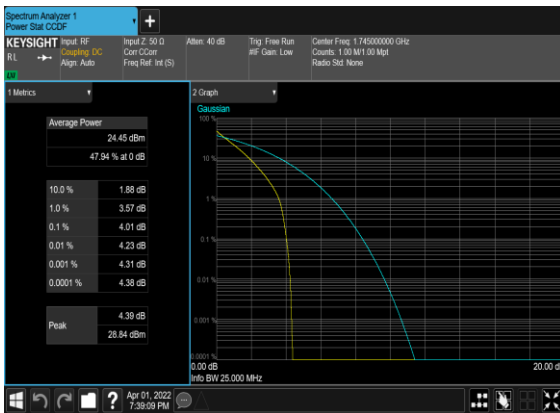 Spectrum Analyzer 1
Power Stat CCDF
KEYSIGHT
RL
LV
Input: RF
Coupling: DC
Align: Auto
Input Z: 50 Ω
Corr CCorr
Freq Ref: Int (S)
Atten: 40 dB
Trig: Free Run
#IF Gain: Low
Center Freq: 1.745000000 GHz
Counts: 1.00 M/1.00 Mpt
Radio Std: None
1 Metrics
Average Power
24.45 dBm
47.94 % at 0 dB
10.0 % 1.88 dB
1.0 % 3.57 dB
0.1 % 4.01 dB
0.01 % 4.23 dB
0.001 % 4.31 dB
0.0001 % 4.38 dB
Peak
4.39 dB
28.84 dBm
2 Graph
Gaussian
100 %
10 %
1 %
0.1 %
0.01 %
0.001 %
0.0001 %
0.00 dB
20.00 d
Info BW 25.000 MHz
?
Apr 01, 2022
7:39:09 PM